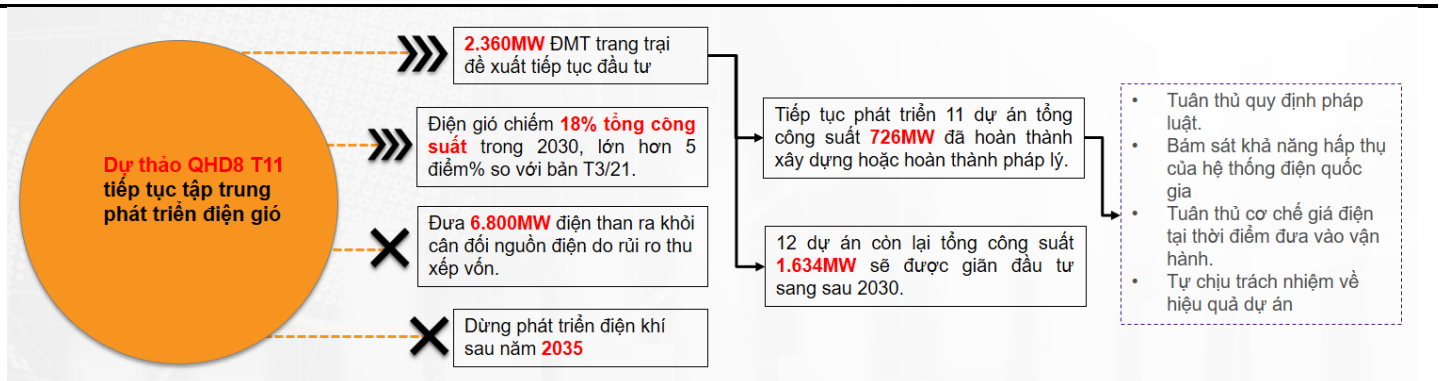 Dự thảo QHD8 T11
tiếp tục tập trung
phát triển điện gió
2.360MW ĐMT trang trại
đề xuất tiếp tục đầu tư
Điện gió chiếm 18% tổng công
suất trong 2030, lớn hơn 5
điểm% so với bản T3/21.
Đưa 6.800MW điện than ra khỏi
cân đối nguồn điện do rủi ro thu
xếp vốn.
Dừng phát triển điện khí
sau năm 2035
Tiếp tục phát triển 11 dự án tổng
công suất 726MW đã hoàn thành
xây dựng hoặc hoàn thành pháp lý.
12 dự án còn lại tổng công suất
1.634MW sẽ được giãn đầu tư
sang sau 2030.
• Tuân thủ quy định pháp
luật.
• Bám sát khả năng hấp thụ
của hệ thống điện quốc
gia
• Tuân thủ cơ chế giá điện
tại thời điểm đưa vào vận
hành.
• Tự chịu trách nhiệm về
hiệu quả dự án